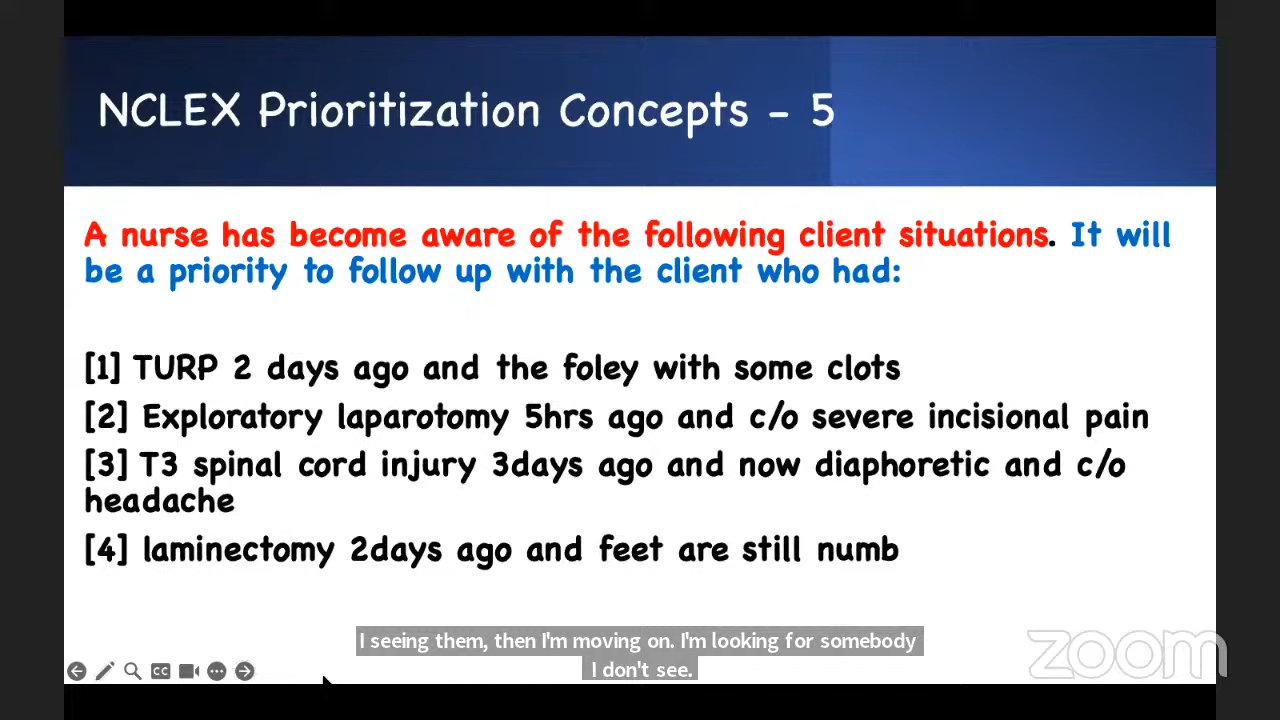 NCLEX Prioritization Concepts - 5
A nurse has become aware of the following client situations. It will
be a priority to follow up with the client who had:
[1] TURP 2 days ago and the foley with some clots
[2] Exploratory laparotomy 5hrs ago and c/o severe incisional pain
[3] T3 spinal cord injury 3days ago and now diaphoretic and c/o
headache
[4] laminectomy 2days ago and feet are still numb
I seeing them, then I'm moving on. I'm looking for somebody
I don't see.
zoom
CC